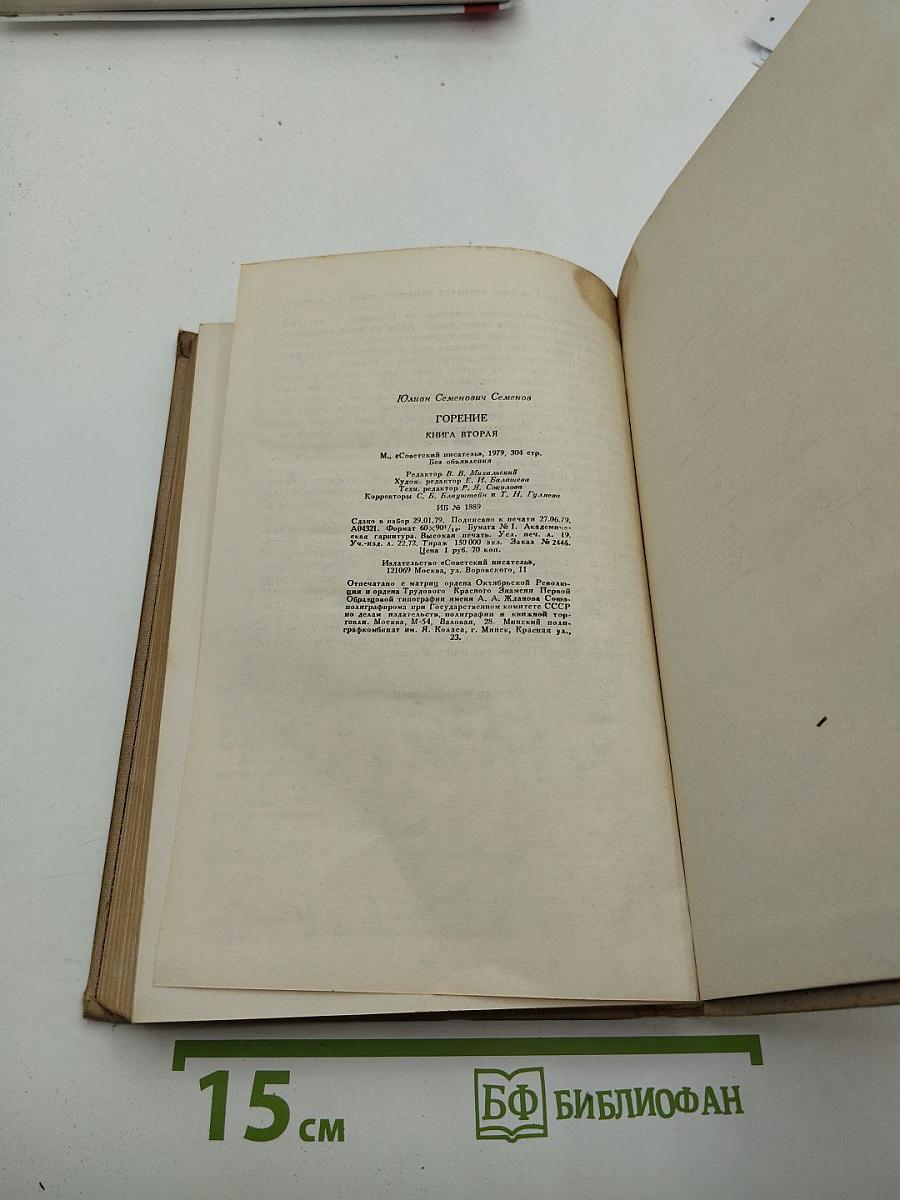 Юлиан Семенович Семенов
ГОРЕНИЕ
КНИГА ВТОРАЯ
М., «Советский писатель», 1979, 304 стр.
Без объявления
Редактор В. В. Михальский
Худож. редактор Е. И. Балашева
Техн. редактор Р. Я. Соколова
Корректоры С. Б. Блауштейн и Т. Н. Гуляева
ИБ № 1889
Сдано в набор 29.01.79. Подписано к печати 27.06.79.
А04321. Формат 60×90¹/₁₆. Бумага № 1. Академиче-
ская гарнитура. Высокая печать. Усл. печ. л. 19.
Уч.-изд. л. 22,72. Тираж 150 000 экз. Заказ № 2446.
Цена 1 руб. 70 коп.
Издательство «Советский писатель»,
121069 Москва, ул. Воровского, 11
Отпечатано с матриц ордена Октябрьской Револю-
ции и ордена Трудового Красного Знамени Первой
Образцовой типографии имени А. А. Жданова Союз-
полиграфпрома при Государственном комитете СССР
по делам издательств, полиграфии и книжной тор-
говли. Москва, М-54, Валовая, 28. Минский поли-
графкомбинат им. Я. Коласа, г. Минск, Красная ул.,
23.
15 см
БФ БИБЛИОФАН